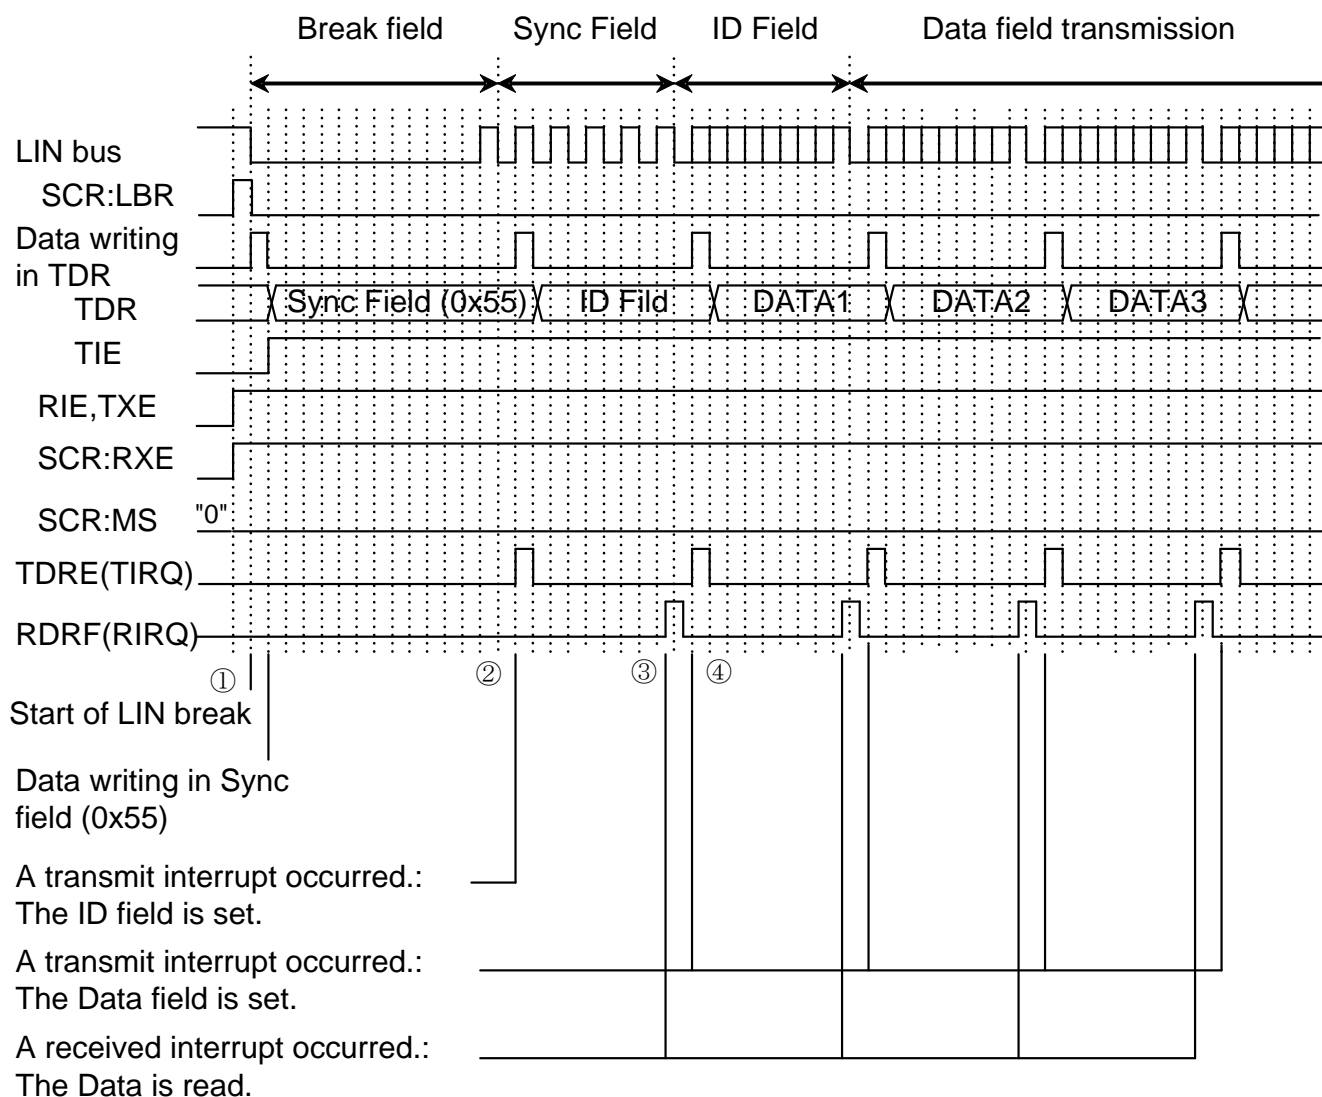 Break field Sync Field ID Field Data field transmission
LIN bus
SCR:LBR
Data writing
in TDR
TDR Sync Field (0x55) ID Fild DATA1 DATA2 DATA3
TIE
RIE,TXE
SCR:RXE
SCR:MS "0"
TDRE(TIRQ)
RDRF(RIRQ)
① ② ③ ④
Start of LIN break
Data writing in Sync
field (0x55)
A transmit interrupt occurred.:
The ID field is set.
A transmit interrupt occurred.:
The Data field is set.
A received interrupt occurred.:
The Data is read.